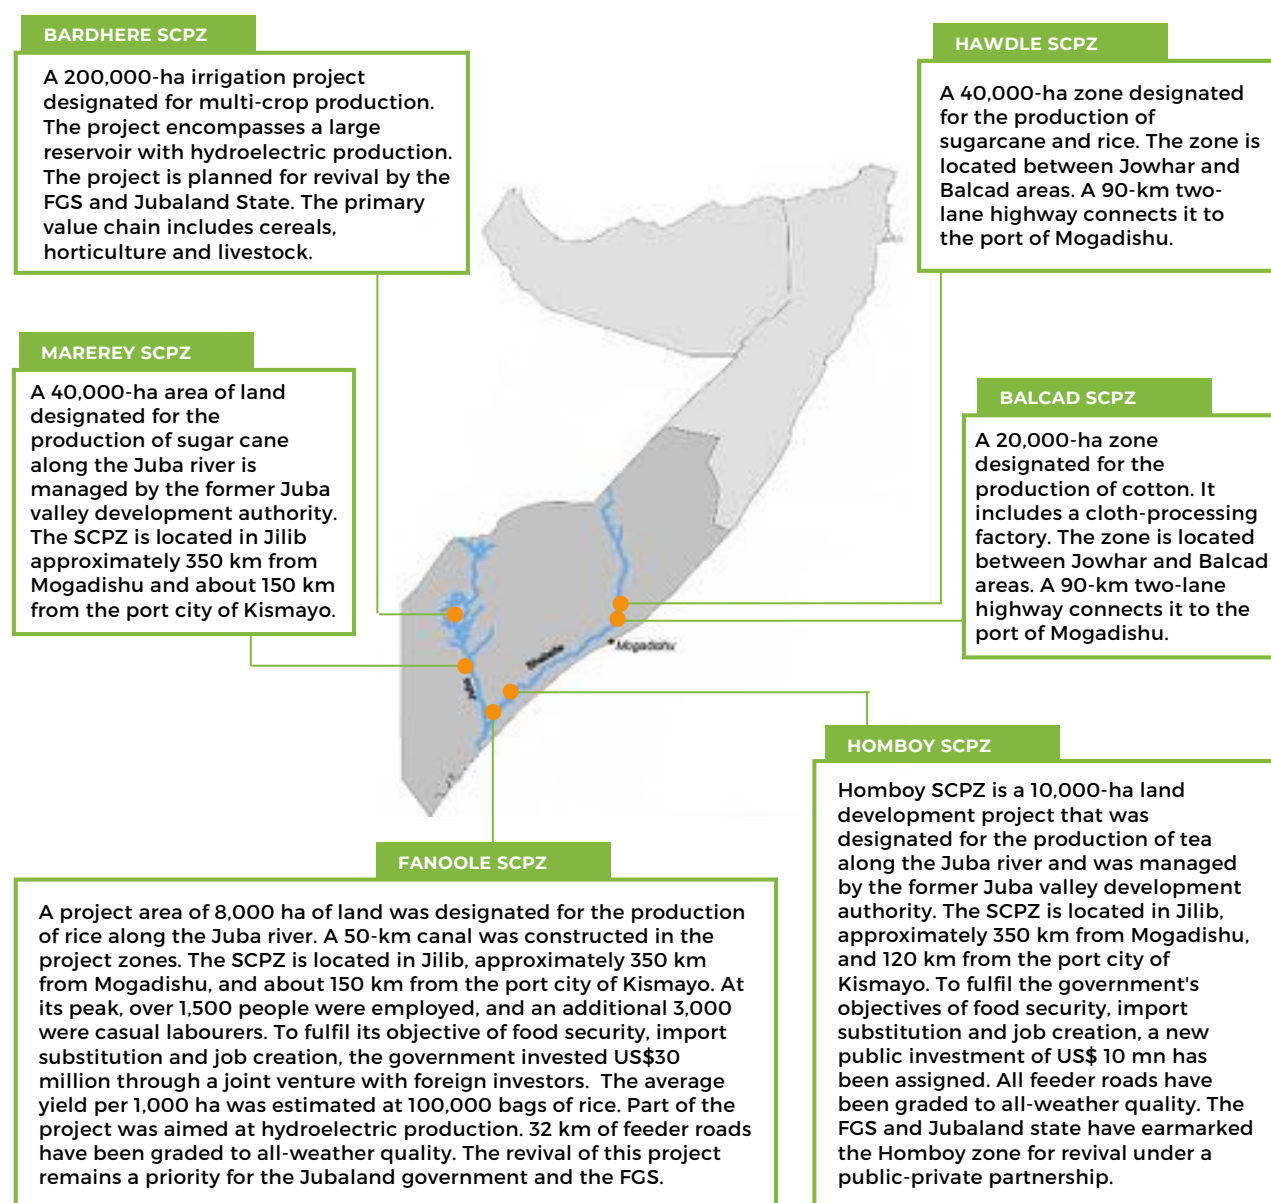 BARDHERE SCPZ
A 200,000-ha irrigation project
designated for multi-crop production.
The project encompasses a large
reservoir with hydroelectric production.
The project is planned for revival by the
FGS and Jubaland State. The primary
value chain includes cereals,
horticulture and livestock.
HAWDLE SCPZ
A 40,000-ha zone designated
for the production of
sugarcane and rice. The zone is
located between Jowhar and
Balcad areas. A 90-km two-
lane highway connects it to
the port of Mogadishu.
MAREREY SCPZ
A 40,000-ha area of land
designated for the
production of sugar cane
along the Juba river is
managed by the former Juba
valley development authority.
The SCPZ is located in Jilib
approximately 350 km from
Mogadishu and about 150 km
from the port city of Kismayo.
BALCAD SCPZ
A 20,000-ha zone
designated for the
production of cotton. It
includes a cloth-processing
factory. The zone is located
between Jowhar and Balcad
areas. A 90-km two-lane
highway connects it to the
port of Mogadishu.
Mogadishu
Shabelle
Juba
HOMBOY SCPZ
Homboy SCPZ is a 10,000-ha land
development project that was
designated for the production of tea
along the Juba river and was managed
by the former Juba valley development
authority. The SCPZ is located in Jilib,
approximately 350 km from Mogadishu,
and 120 km from the port city of
Kismayo. To fulfil the government's
objectives of food security, import
substitution and job creation, a new
public investment of US$ 10 mn has
been assigned. All feeder roads have
been graded to all-weather quality. The
FGS and Jubaland state have earmarked
the Homboy zone for revival under a
public-private partnership.
FANOOLE SCPZ
A project area of 8,000 ha of land was designated for the production
of rice along the Juba river. A 50-km canal was constructed in the
project zones. The SCPZ is located in Jilib, approximately 350 km
from Mogadishu, and about 150 km from the port city of Kismayo. At
its peak, over 1,500 people were employed, and an additional 3,000
were casual labourers. To fulfil its objective of food security, import
substitution and job creation, the government invested US$30
million through a joint venture with foreign investors. The average
yield per 1,000 ha was estimated at 100,000 bags of rice. Part of the
project was aimed at hydroelectric production. 32 km of feeder roads
have been graded to all-weather quality. The revival of this project
remains a priority for the Jubaland government and the FGS.